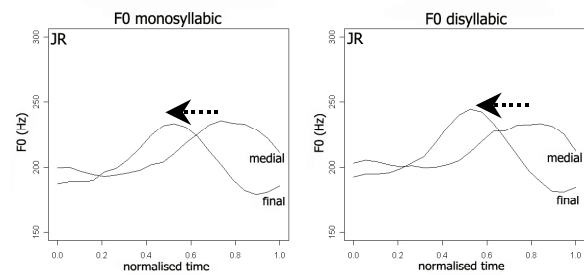 F0 monosyllabic
JR
F0 (Hz)
300
250
200
150
medial
final
0.0 0.2 0.4 0.6 0.8 1.0
normalised time
F0 disyllabic
JR
F0 (Hz)
300
250
200
150
medial
final
0.0 0.2 0.4 0.6 0.8 1.0
normalised time